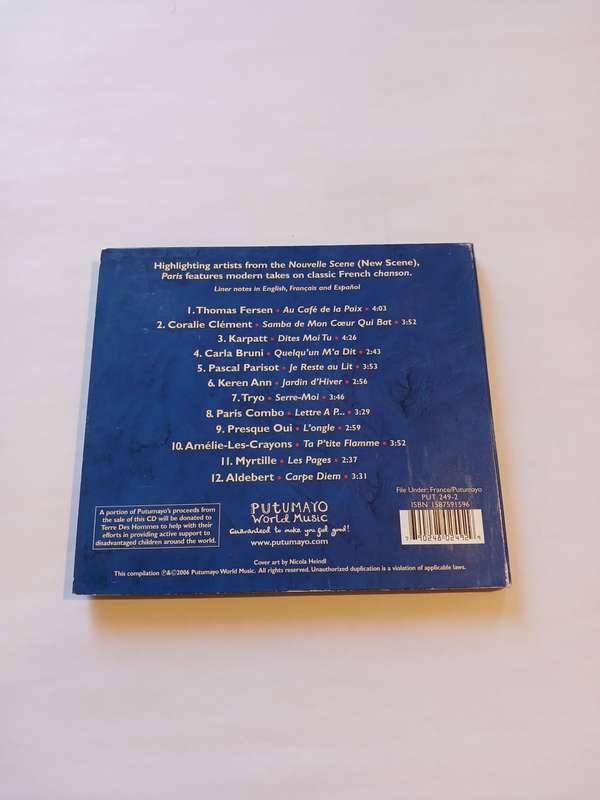 Highlighting artists from the Nouvelle Scene (New Scene),
Paris features modern takes on classic French chanson.
Liner notes in English, Français and Español
1. Thomas Fersen • Au Café de la Paix • 4:03
2. Coralie Clément • Samba de Mon Cœur Qui Bat • 3:52
3. Karpatt • Dites Moi Tu • 4:26
4. Carla Bruni • Quelqu'un M'a Dit • 2:43
5. Pascal Parisot • Je Reste au Lit • 3:53
6. Keren Ann • Jardin d'Hiver • 2:56
7. Tryo • Serre-Moi • 3:46
8. Paris Combo • Lettre A P... • 3:29
9. Presque Oui • L'ongle • 2:59
10. Amélie-Les-Crayons • Ta P'tite Flamme • 3:52
11. Myrtille • Les Pages • 2:37
12. Aldebert • Carpe Diem • 3:31
A portion of Putumayo's proceeds from
the sale of this CD will be donated to
Terre Des Hommes to help with their
efforts in providing active support to
disadvantaged children around the world.
PUTUMAYO
World Music
Guaranteed to make you feel good!
www.putumayo.com
File Under: France/Putumayo
PUT 249-2
ISBN 1587591596
7 90248 02492 9
Cover art by Nicola Heindl
This compilation ℗&©2006 Putumayo World Music. All rights reserved. Unauthorized duplication is a violation of applicable laws.